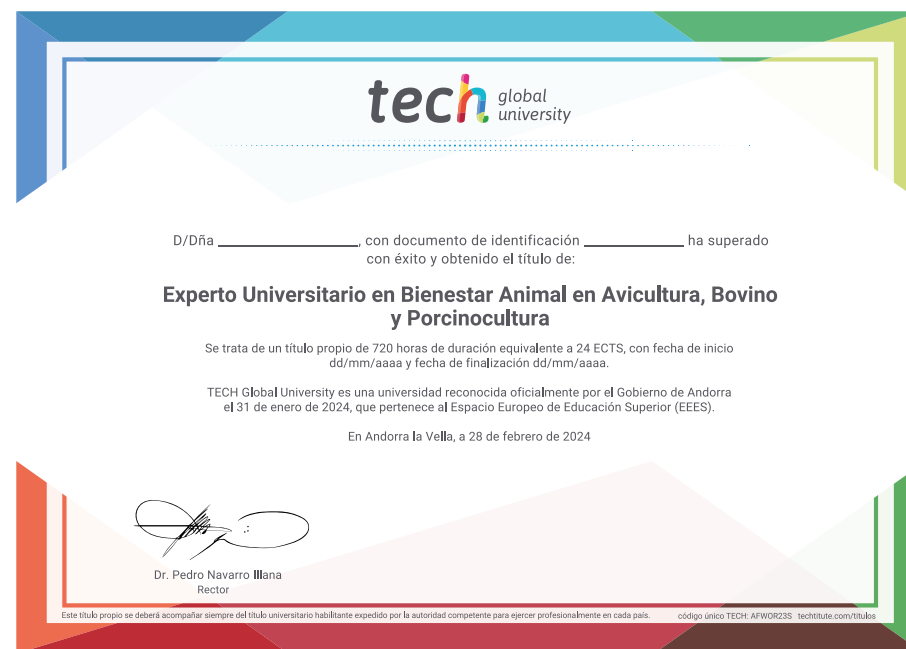 tech global university
D/Dña ____________________, con documento de identificación ______________ ha superado
con éxito y obtenido el título de:
Experto Universitario en Bienestar Animal en Avicultura, Bovino
y Porcinocultura
Se trata de un título propio de 720 horas de duración equivalente a 24 ECTS, con fecha de inicio
dd/mm/aaaa y fecha de finalización dd/mm/aaaa.
TECH Global University es una universidad reconocida oficialmente por el Gobierno de Andorra
el 31 de enero de 2024, que pertenece al Espacio Europeo de Educación Superior (EEES).
En Andorra la Vella, a 28 de febrero de 2024
Dr. Pedro Navarro Illana
Rector
Este título propio se deberá acompañar siempre del título universitario habilitante expedido por la autoridad competente para ejercer profesionalmente en cada país.
código único TECH: AFWOR23S techtitute.com/titulos